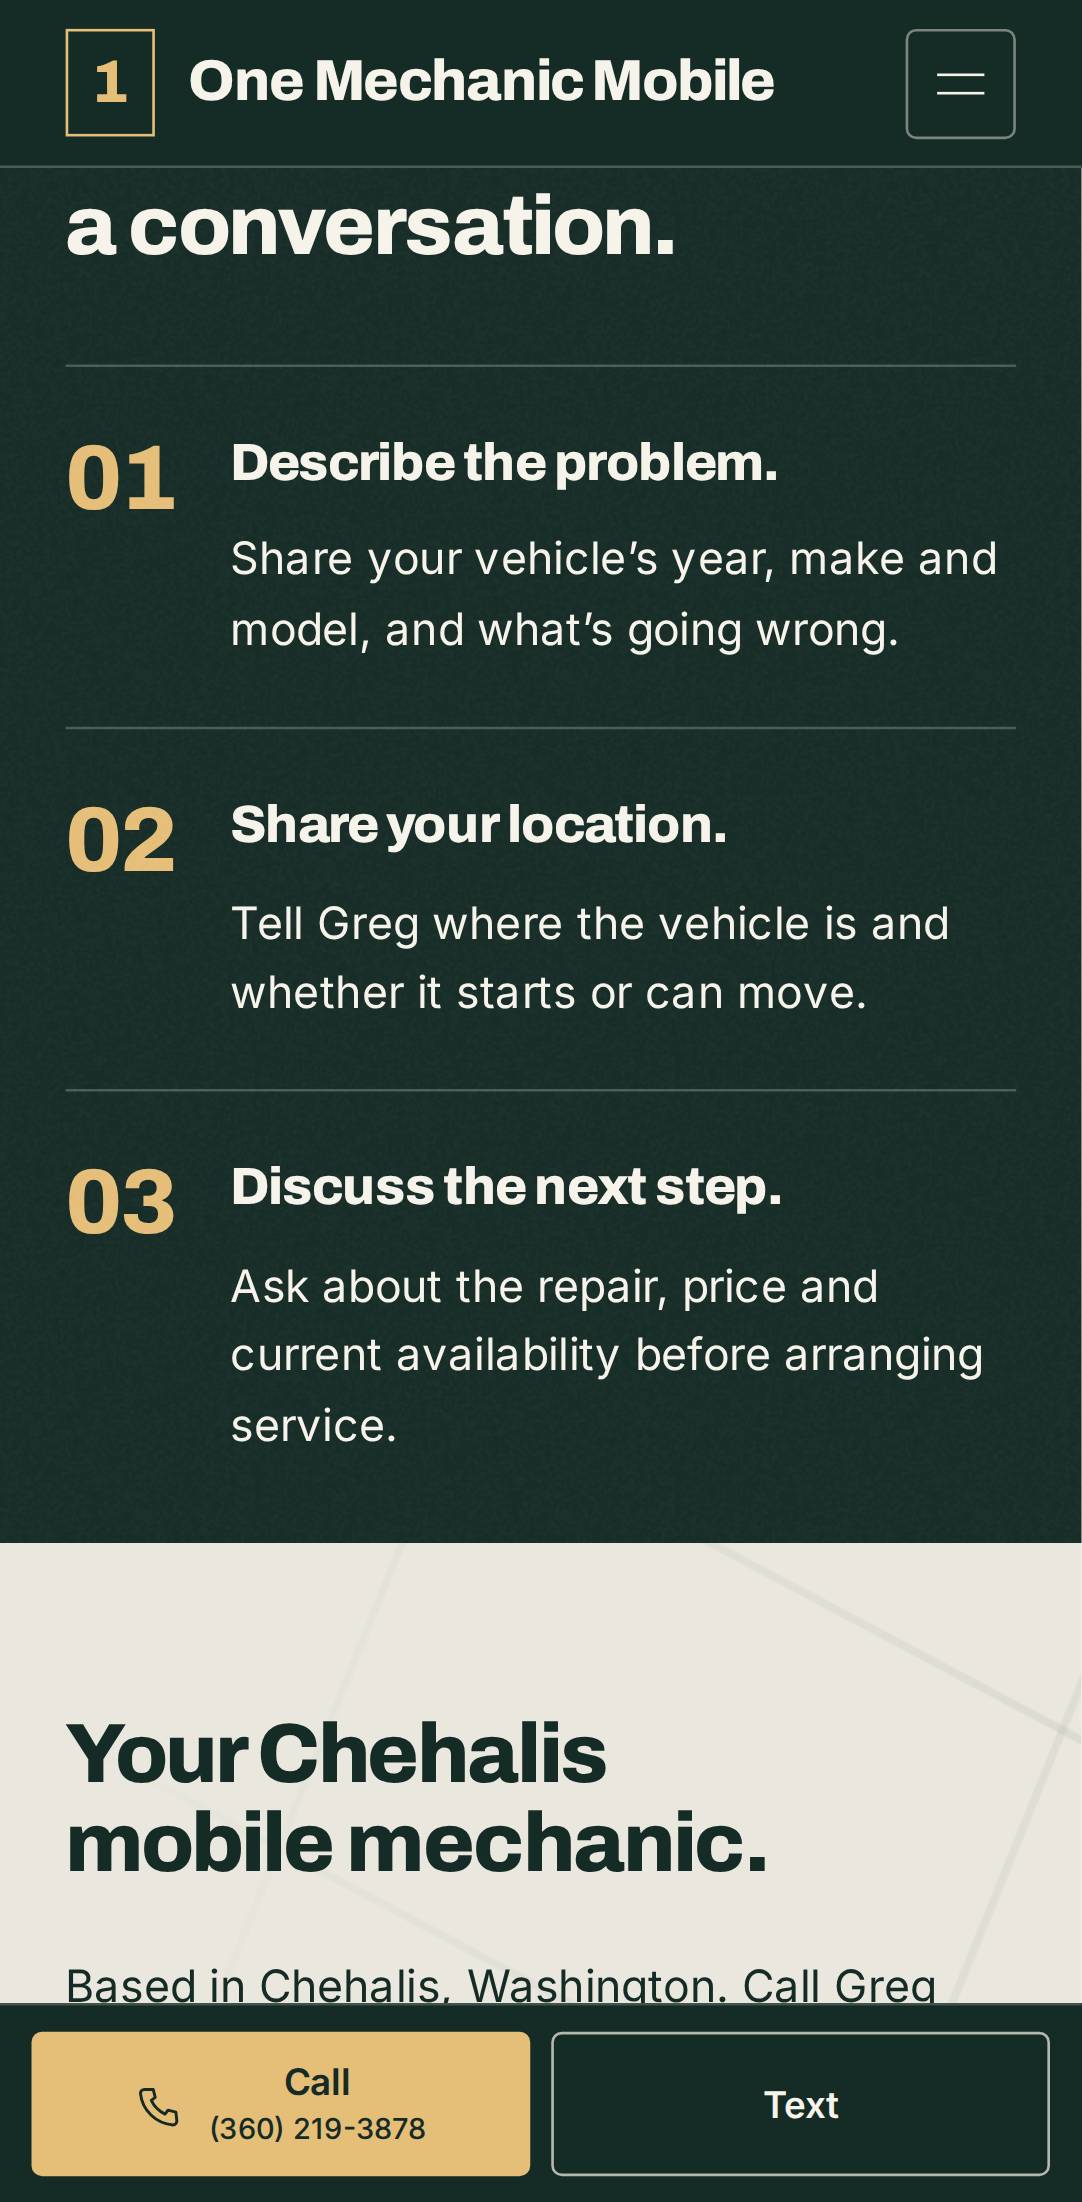 1
One Mechanic Mobile
a conversation.
01
Describe the problem.
Share your vehicle’s year, make and
model, and what’s going wrong.
02
Share your location.
Tell Greg where the vehicle is and
whether it starts or can move.
03
Discuss the next step.
Ask about the repair, price and
current availability before arranging
service.
Your Chehalis
mobile mechanic.
Based in Chehalis, Washington. Call Greg
Call
(360) 219-3878
Text